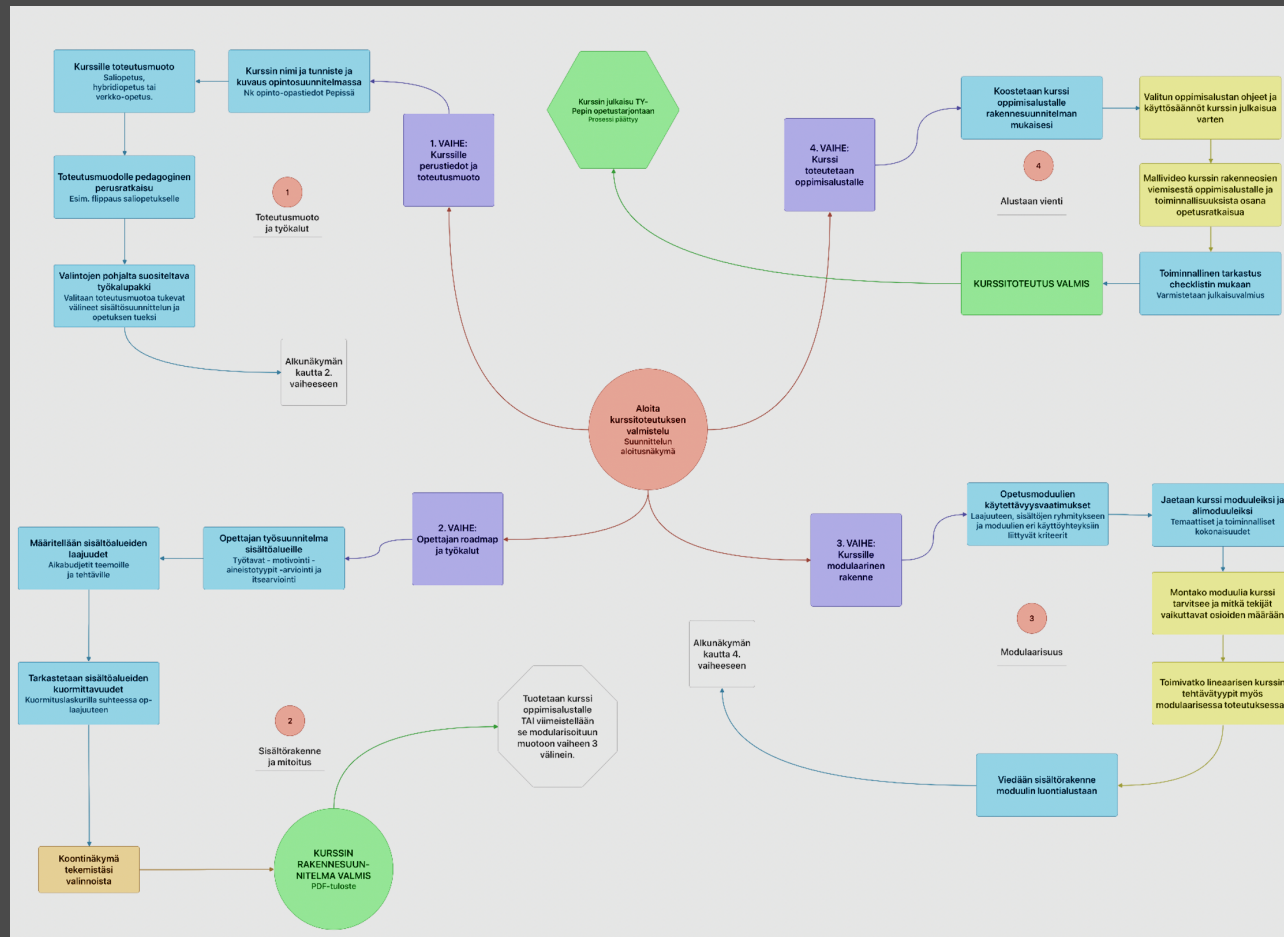 Kurssille toteutusmuoto
Saliopetus,
hybridiopetus tai
verkko-opetus.
Kurssin nimi ja tunniste ja
kuvaus opintosuunnitelmassa
Nk opinto-opastiedot Pepissä
1. VAIHE:
Kurssille
perustiedot ja
toteutusmuoto
Toteutusmuodolle pedagoginen
perusratkaisu
Esim. flippaus saliopetukselle
1
Toteutusmuoto
ja työkalut
Valintojen pohjalta suositeltava
työkalupakki
Valitaan toteutusmuotoa tukevat
välineet sisältösuunnittelun ja
opetuksen tueksi
Alkunäkymän
kautta 2.
vaiheeseen
Kurssin julkaisu TY-
Pepin opetustarjontaan
Prosessi päättyy
4. VAIHE:
Kurssi
toteutetaan
oppimisalustalle
Koostetaan kurssi
oppimisalustalle
rakennesuunnitelman
mukaisesi
Valitun oppimisalustan ohjeet ja
käyttösäännöt kurssin julkaisua
varten
4
Alustaan vienti
Mallivideo kurssin rakenneosien
viemisestä oppimisalustalle ja
toiminnallisuuksista osana
opetusratkaisua
KURSSITOTEUTUS VALMIS
Toiminnallinen tarkastus
checklistin mukaan
Varmistetaan julkaisuvalmius
Aloita
kurssitoteutuksen
valmistelu
Suunnittelun
aloitusnäkymä
2. VAIHE:
Opettajan roadmap
ja työkalut
Opettajan työsuunnitelma
sisältöalueille
Työtavat - motivointi -
aineistotyypit -arviointi ja
itsearviointi
Määritellään sisältöalueiden
laajuudet
Aikabudjetit teemoille
ja tehtäville
Tarkastetaan sisältöalueiden
kuormittavuudet
Kuormituslaskurilla suhteessa op-
laajuuteen
2
Sisältörakenne
ja mitoitus
Koontinäkymä
tekemistäsi
valinnoista
KURSSIN
RAKENNESUUN-
NITELMA VALMIS
PDF-tuloste
Tuotetaan kurssi
oppimisalustalle
TAI viimeistellään
se modularisoituun
muotoon vaiheen 3
välinein.
3. VAIHE:
Kurssille
modulaarinen
rakenne
Opetusmoduulien
käytettävyysvaatimukset
Laajuuteen, sisältöjen ryhmitykseen
ja moduulien eri käyttöyhteyksiin
liittyvät kriteerit
Jaetaan kurssi moduuleiksi ja
alimoduuleiksi
Temaattiset ja toiminnalliset
kokonaisuudet
Montako moduulia kurssi
tarvitsee ja mitkä tekijät
vaikuttavat osioiden määrään
3
Modulaarisuus
Toimivatko lineaarisen kurssin
tehtävätyypit myös
modulaarisessa toteutuksessa
Viedään sisältörakenne
moduulin luontialustaan
Alkunäkymän
kautta 4.
vaiheeseen